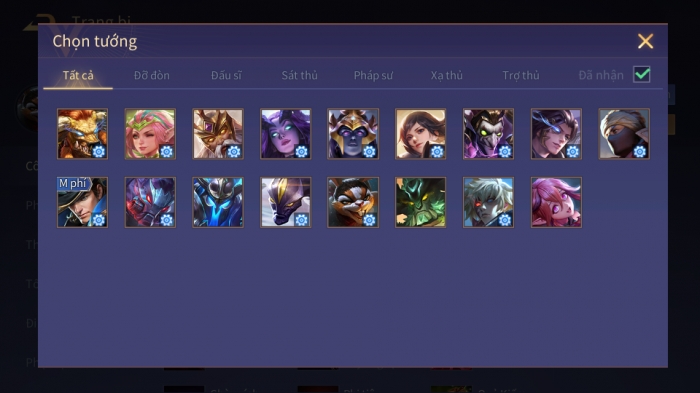 Trang bị
Chọn tướng
Tất cả
Đỡ đòn
Đấu sĩ
Sát thủ
Pháp sư
Xạ thủ
Trợ thủ
Đã nhận
M phí